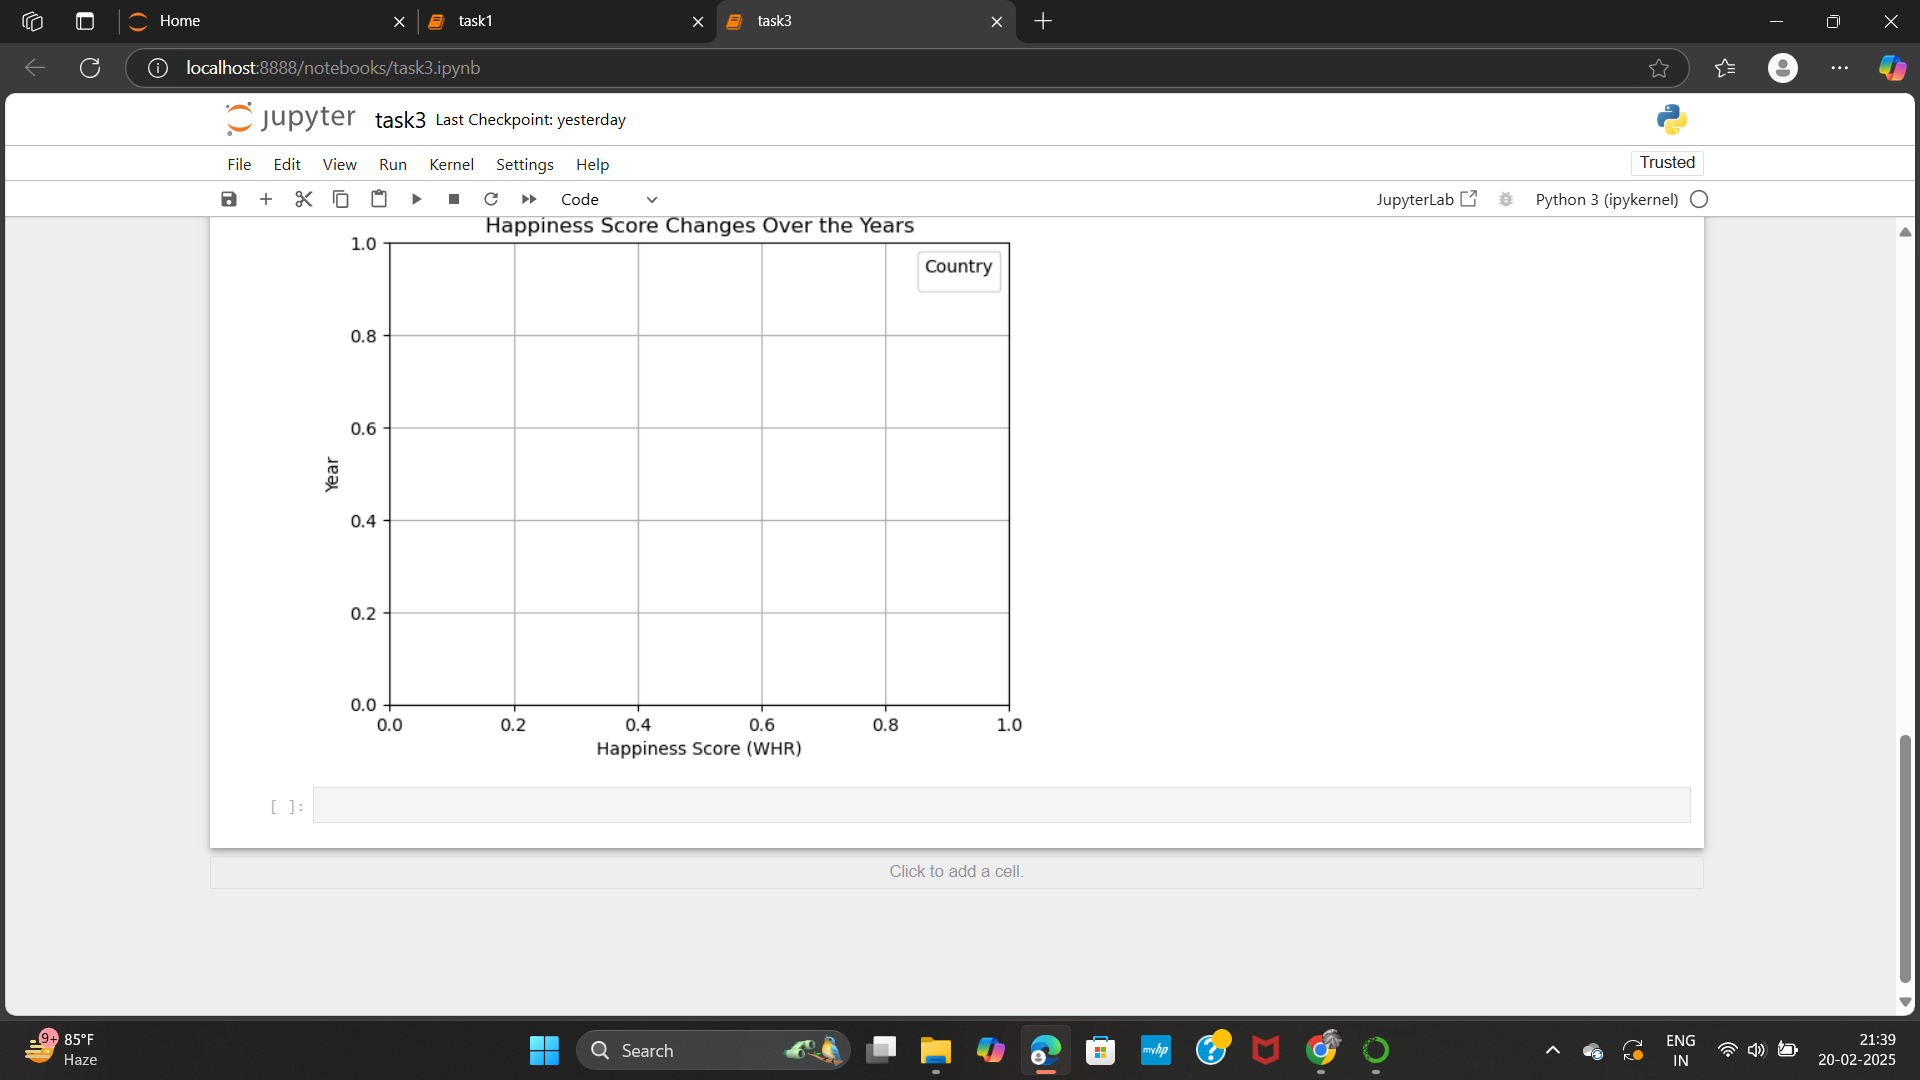 Home
task1
task3
localhost:8888/notebooks/task3.ipynb
jupyter task3 Last Checkpoint: yesterday
File Edit View Run Kernel Settings Help
Trusted
Code
JupyterLab
Python 3 (ipykernel)
Happiness Score Changes Over the Years
Country
1.0
0.8
0.6
0.4
0.2
0.0
Year
0.0 0.2 0.4 0.6 0.8 1.0
Happiness Score (WHR)
[ ]:
Click to add a cell.
9+
85°F
Haze
Search
myhp
ENG
IN
21:39
20-02-2025